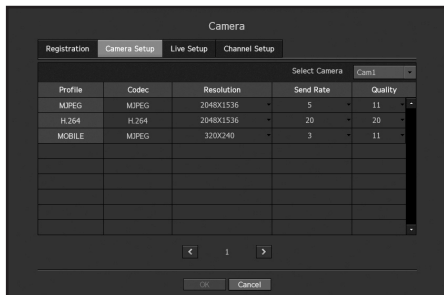 Camera
Registration Camera Setup Live Setup Channel Setup
Select Camera Cam1
Profile Codec Resolution Send Rate Quality
MJPEG MJPEG 2048X1536 5 11
H.264 H.264 2048X1536 20 20
MOBILE MJPEG 320X240 3 11
< 1 >
OK Cancel